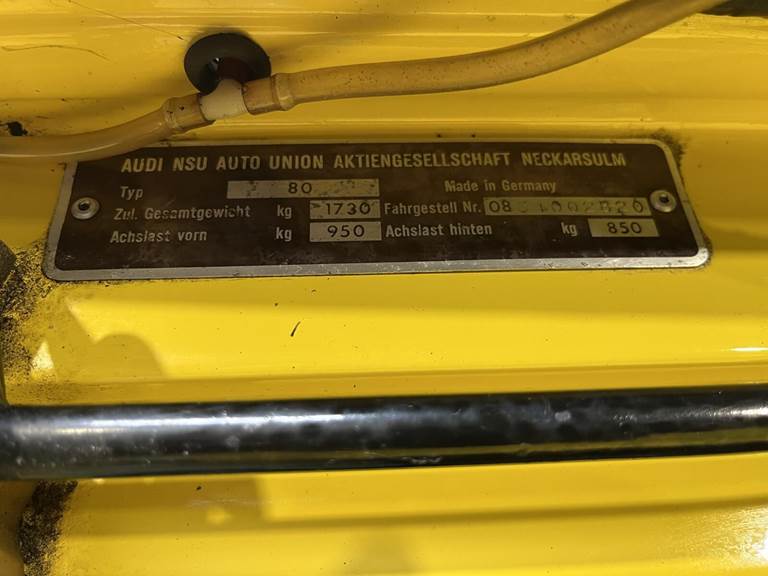 AUDI NSU AUTO UNION AKTIENGESELLSCHAFT NECKARSULM
Typ 80 Made in Germany
Zul. Gesamtgewicht kg 1730 Fahrgestell Nr.
Achslast vorn kg 950 Achslast hinten kg 850